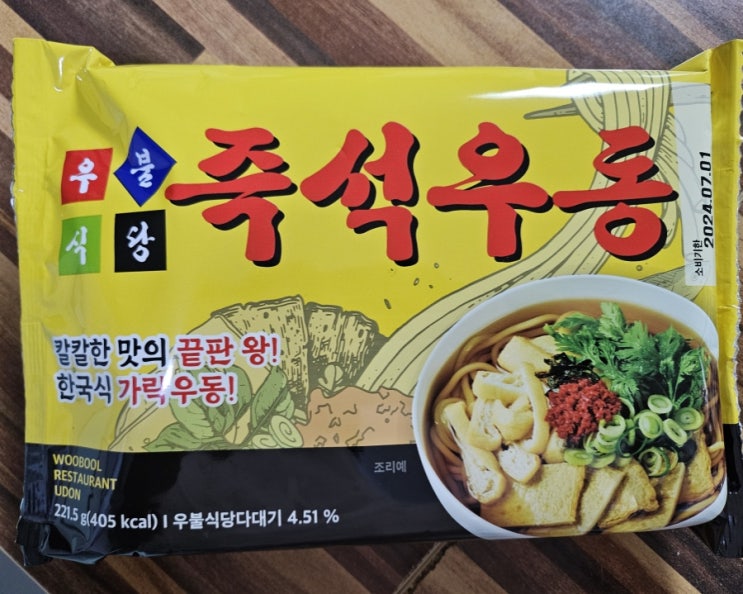 우불
식당
즉석우동
소비기한
2024.07.01
칼칼한 맛의 끝판 왕!
한국식 가락우동!
WOOBOOL
RESTAURANT
UDON
221.5 g(405 kcal) I 우불식당다대기 4.51 %
조리예